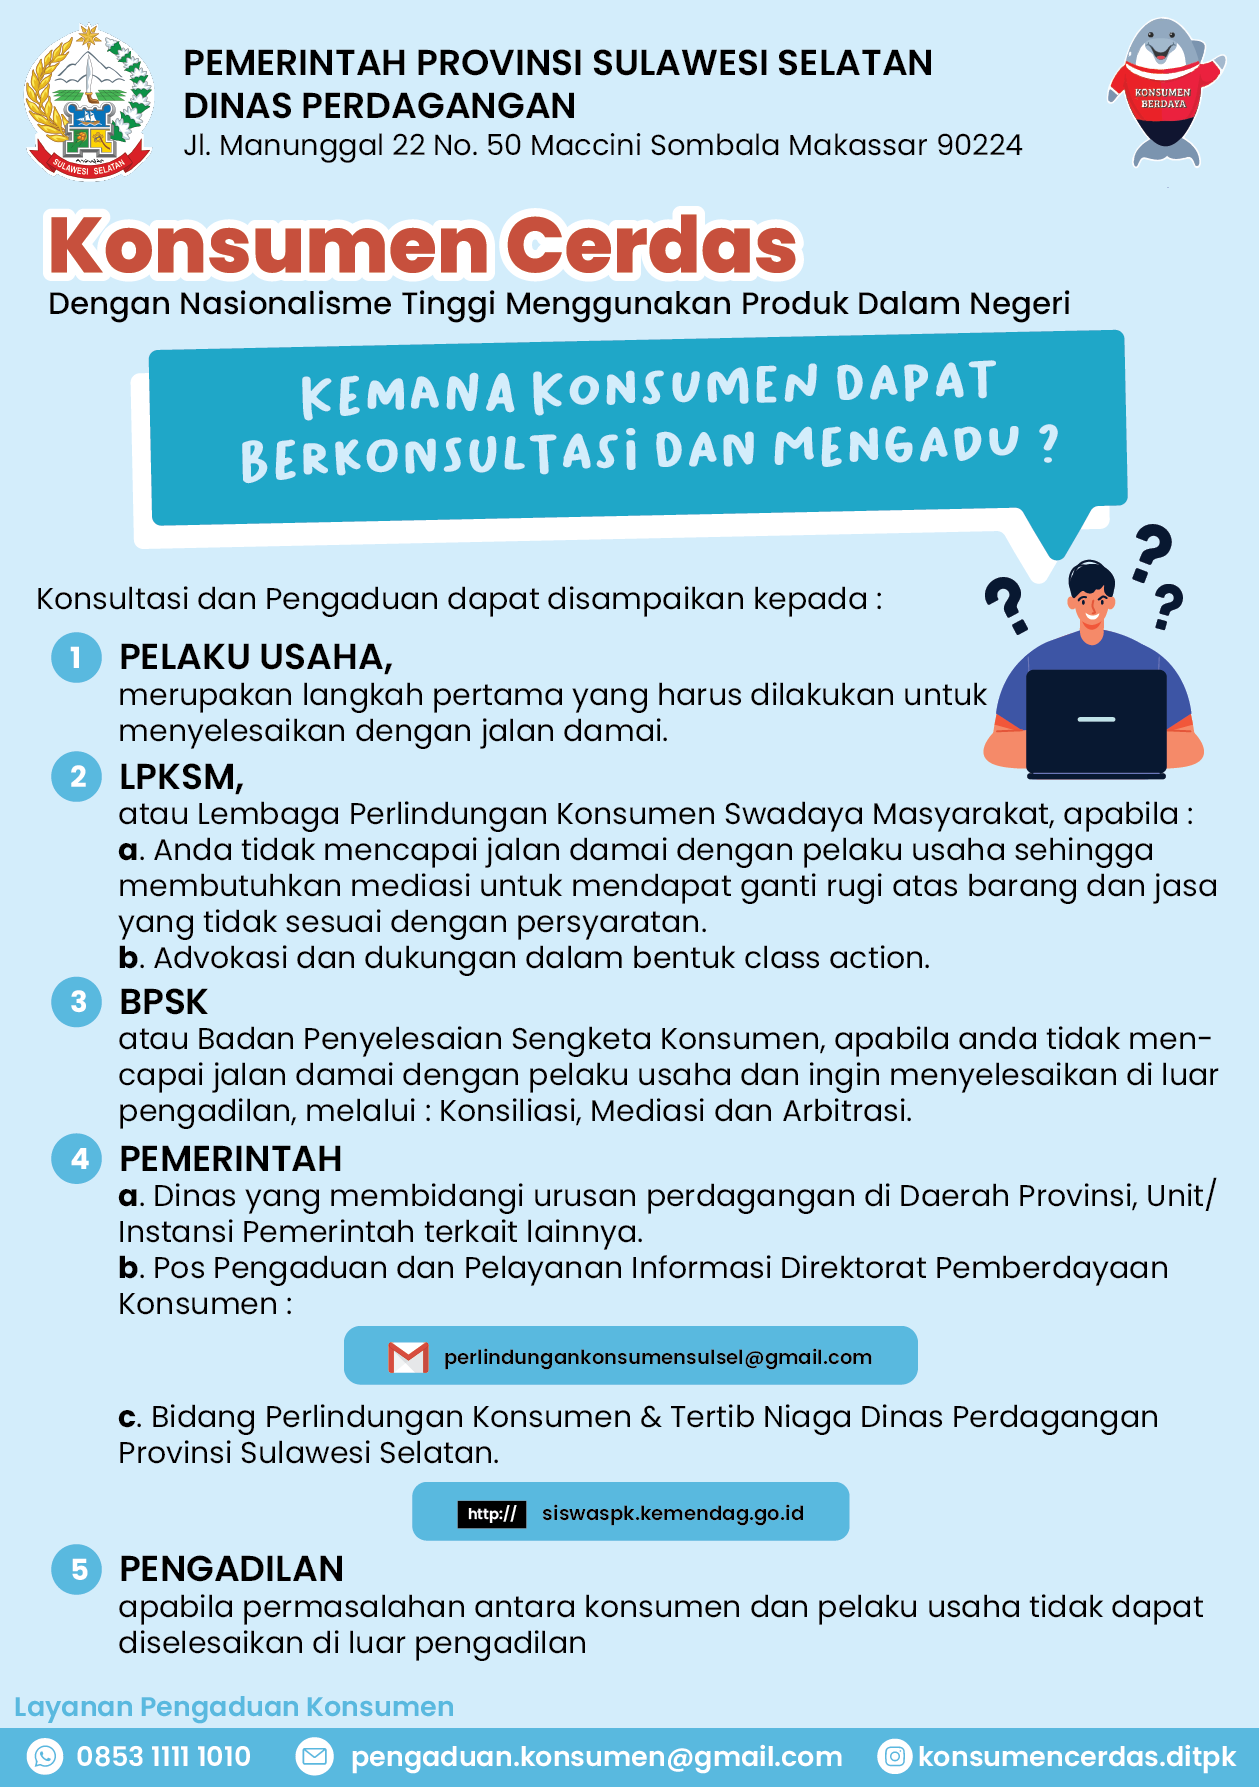 SULAWESI SELATAN
PEMERINTAH PROVINSI SULAWESI SELATAN
DINAS PERDAGANGAN
Jl. Manunggal 22 No. 50 Maccini Sombala Makassar 90224
KONSUMEN
BERDAYA
Konsumen Cerdas
Dengan Nasionalisme Tinggi Menggunakan Produk Dalam Negeri
KEMANA KONSUMEN DAPAT
BERKONSULTASi DAN MENGADU ?
? ? ?
Konsultasi dan Pengaduan dapat disampaikan kepada :
1 PELAKU USAHA,
merupakan langkah pertama yang harus dilakukan untuk
menyelesaikan dengan jalan damai.
2 LPKSM,
atau Lembaga Perlindungan Konsumen Swadaya Masyarakat, apabila :
a. Anda tidak mencapai jalan damai dengan pelaku usaha sehingga
membutuhkan mediasi untuk mendapat ganti rugi atas barang dan jasa
yang tidak sesuai dengan persyaratan.
b. Advokasi dan dukungan dalam bentuk class action.
3 BPSK
atau Badan Penyelesaian Sengketa Konsumen, apabila anda tidak men-
capai jalan damai dengan pelaku usaha dan ingin menyelesaikan di luar
pengadilan, melalui : Konsiliasi, Mediasi dan Arbitrasi.
4 PEMERINTAH
a. Dinas yang membidangi urusan perdagangan di Daerah Provinsi, Unit/
Instansi Pemerintah terkait lainnya.
b. Pos Pengaduan dan Pelayanan Informasi Direktorat Pemberdayaan
Konsumen :
perlindungankonsumensulsel@gmail.com
c. Bidang Perlindungan Konsumen & Tertib Niaga Dinas Perdagangan
Provinsi Sulawesi Selatan.
http:// siswaspk.kemendag.go.id
5 PENGADILAN
apabila permasalahan antara konsumen dan pelaku usaha tidak dapat
diselesaikan di luar pengadilan
Layanan Pengaduan Konsumen
0853 1111 1010 pengaduan.konsumen@gmail.com konsumencerdas.ditpk